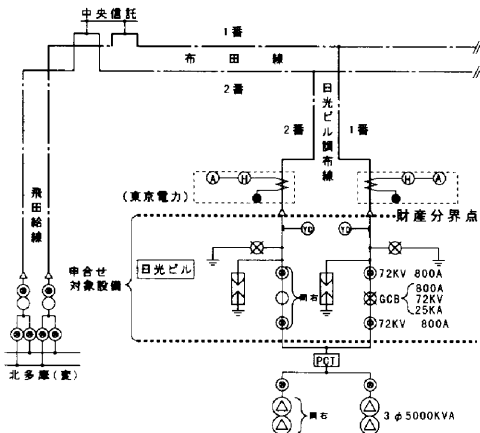 中央信託
1番
布田線
2番
日光ビル調布線
2番
1番
飛田給線
A
H
H
A
(東京電力)
財産分界点
YD
YD
申合せ
対象設備
日光ビル
同右
72KV 800A
GCB
800A
72KV
25KA
72KV 800A
北多摩(変)
PCT
同右
3φ5000KVA